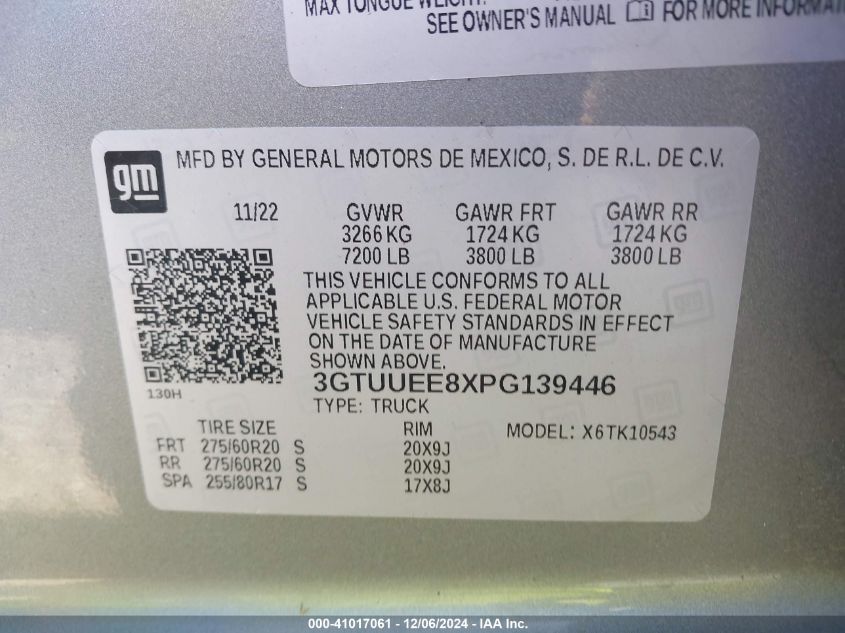 MAX TONGUE WEIGHT:
SEE OWNER'S MANUAL FOR MORE INFORMATI
gm
MFD BY GENERAL MOTORS DE MEXICO, S. DE R.L. DE C.V.
11/22 GVWR GAWR FRT GAWR RR
3266 KG 1724 KG 1724 KG
7200 LB 3800 LB 3800 LB
THIS VEHICLE CONFORMS TO ALL
APPLICABLE U.S. FEDERAL MOTOR
VEHICLE SAFETY STANDARDS IN EFFECT
ON THE DATE OF MANUFACTURE
SHOWN ABOVE.
130H
3GTUUEE8XPG139446
TYPE: TRUCK
TIRE SIZE RIM MODEL: X6TK10543
FRT 275/60R20 S 20X9J
RR 275/60R20 S 20X9J
SPA 255/80R17 S 17X8J
000-41017061 - 12/06/2024 - IAA Inc.